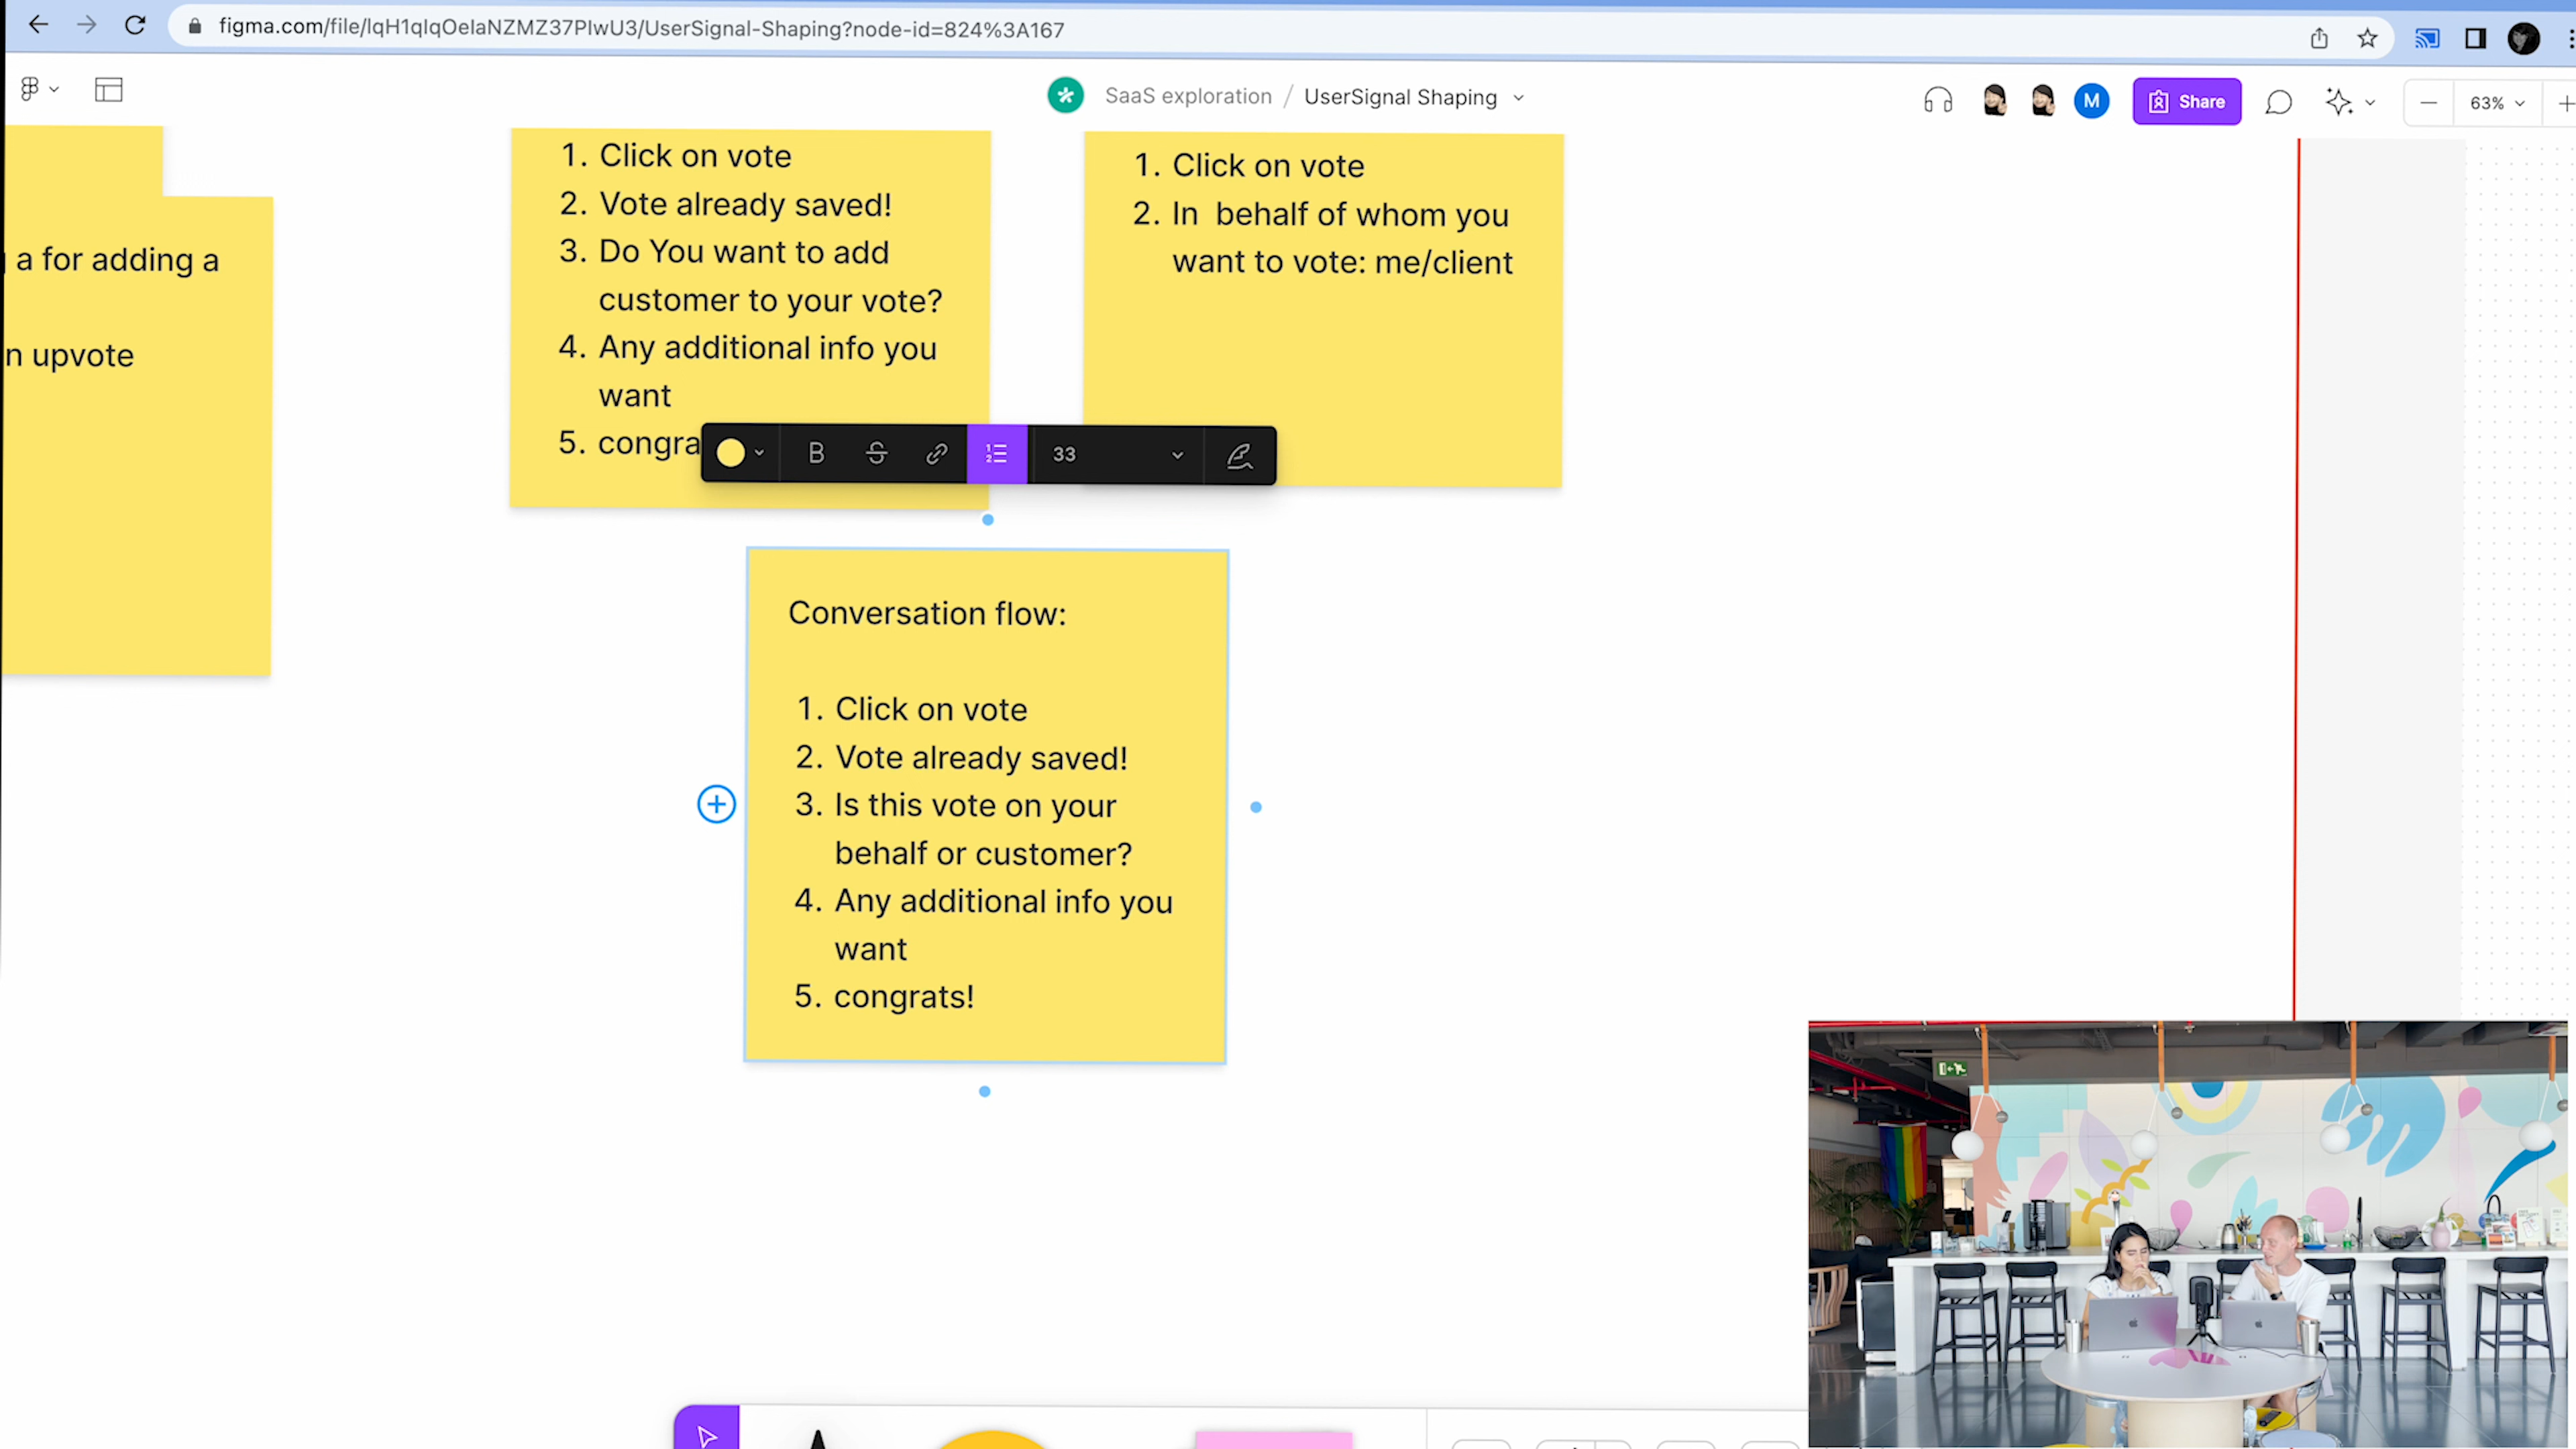 figma.com/file/lqH1qIqOelaNZMZ37PIwU3/UserSignal-Shaping?node-id=824%3A167
SaaS exploration / UserSignal Shaping
M
Share
63%
a for adding a
n upvote
1. Click on vote
2. Vote already saved!
3. Do You want to add
customer to your vote?
4. Any additional info you
want
5. congra
1. Click on vote
2. In behalf of whom you
want to vote: me/client
33
Conversation flow:
1. Click on vote
2. Vote already saved!
3. Is this vote on your
behalf or customer?
4. Any additional info you
want
5. congrats!